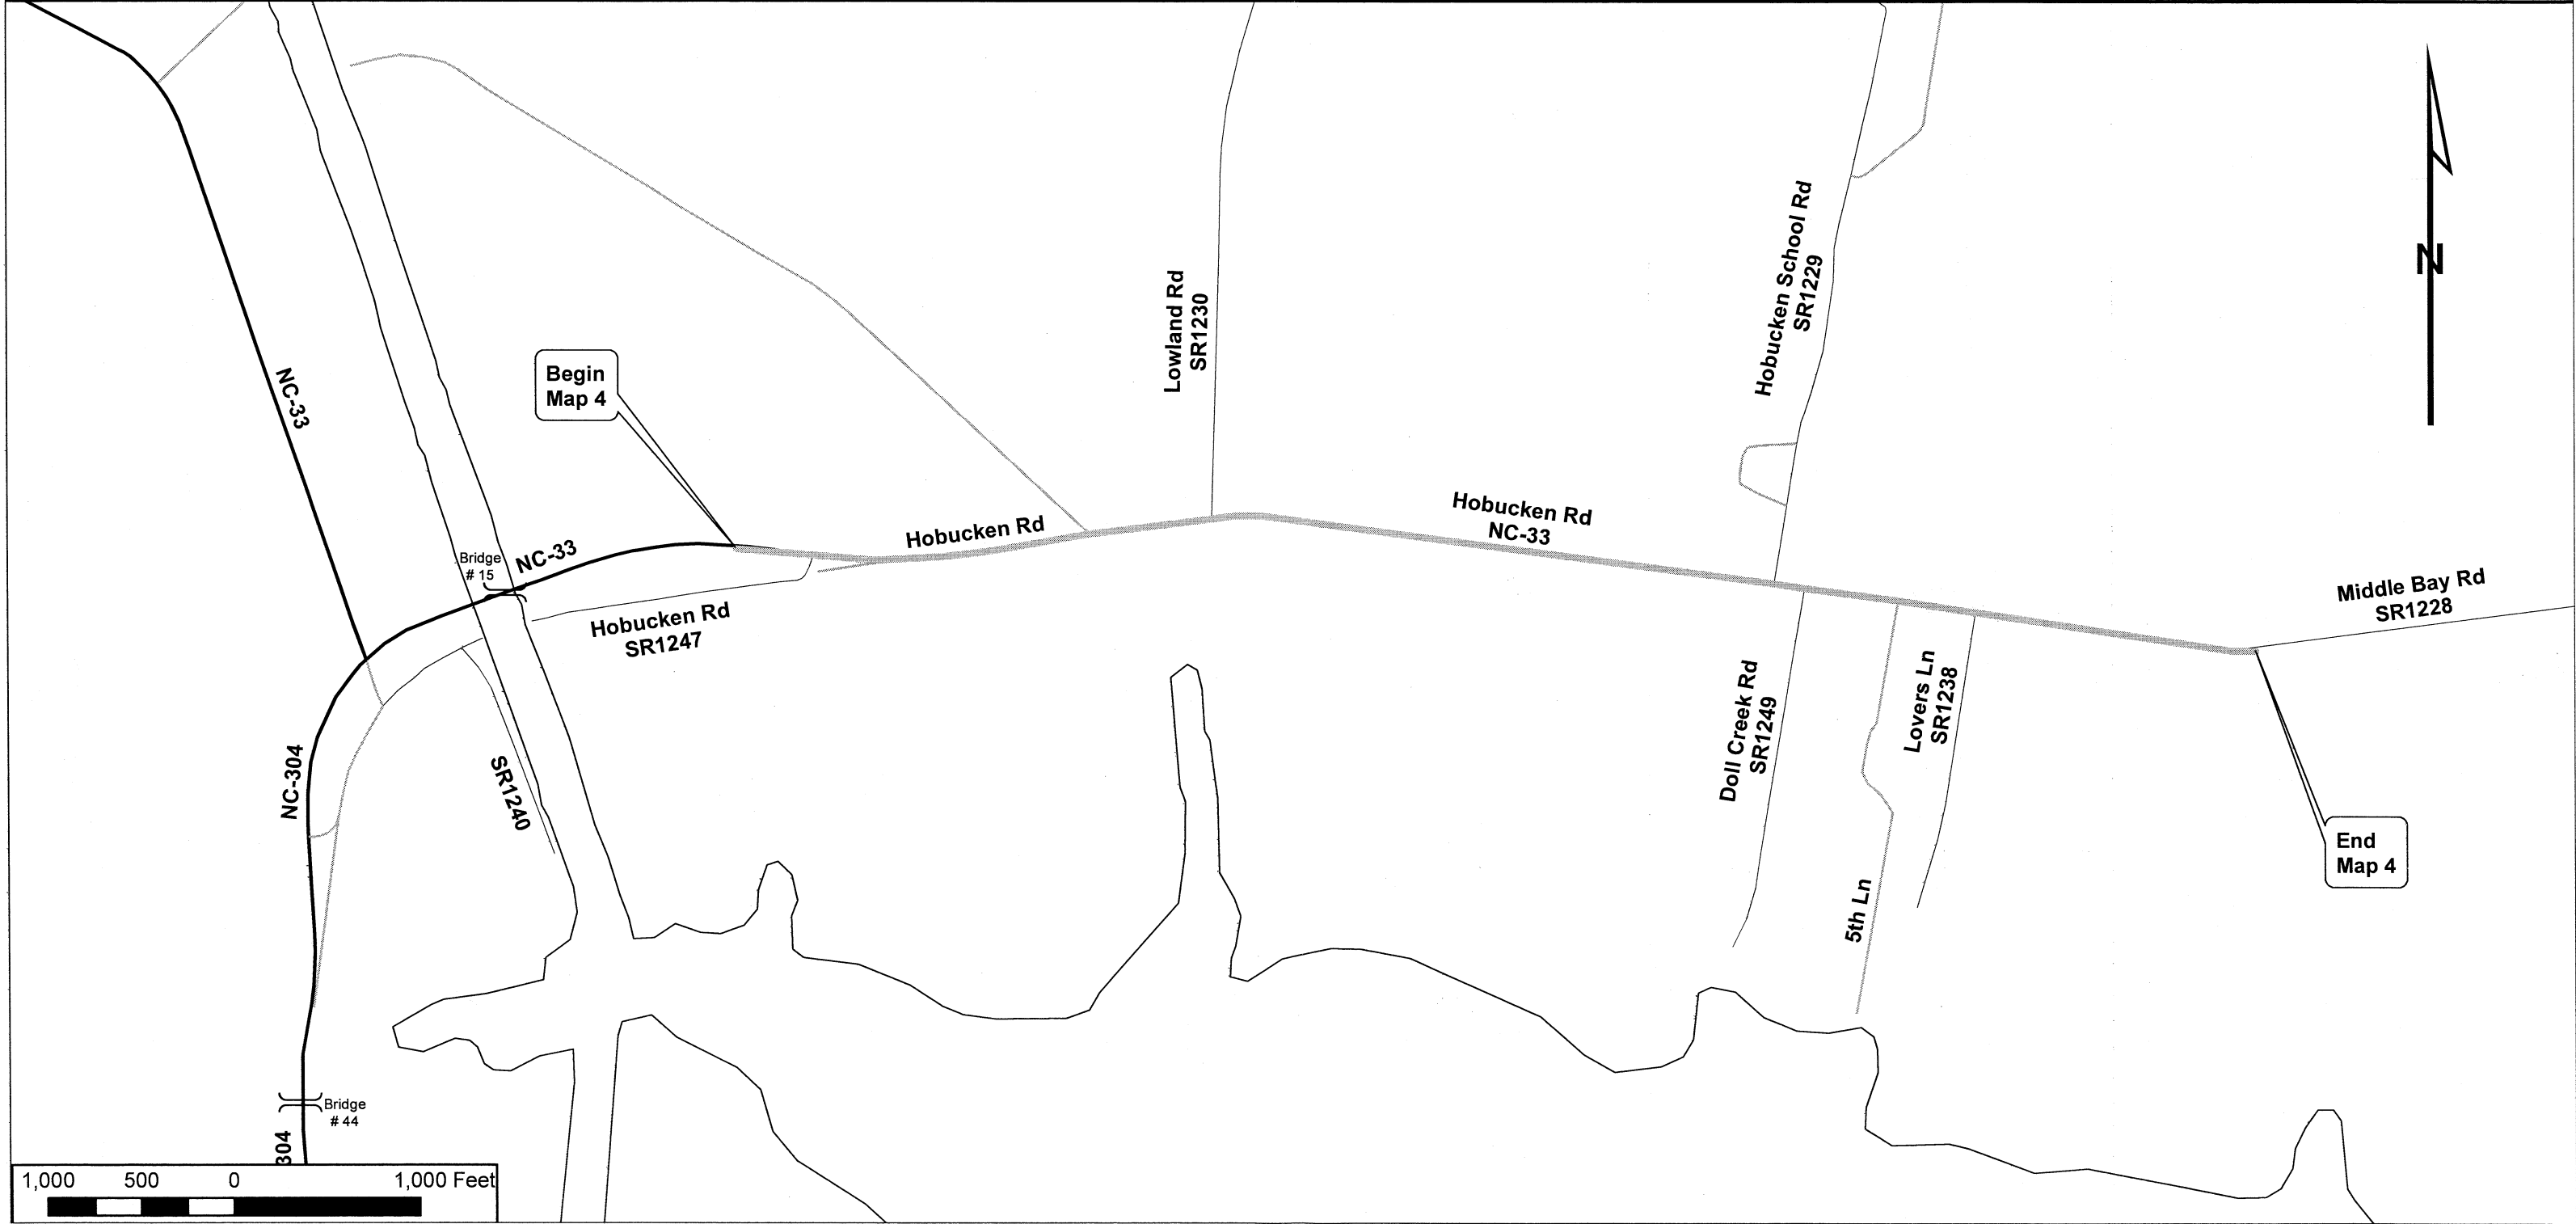 N
Hobucken School Rd
SR1229
Lowland Rd
SR1230
NC-33
Begin
Map 4
Hobucken Rd
NC-33
Hobucken Rd
NC-33
Bridge
# 15
Middle Bay Rd
SR1228
Hobucken Rd
SR1247
Doll Creek Rd
SR1249
Lovers Ln
SR1238
NC-304
SR1240
End
Map 4
5th Ln
Bridge
# 44
304
1,000 500 0 1,000 Feet